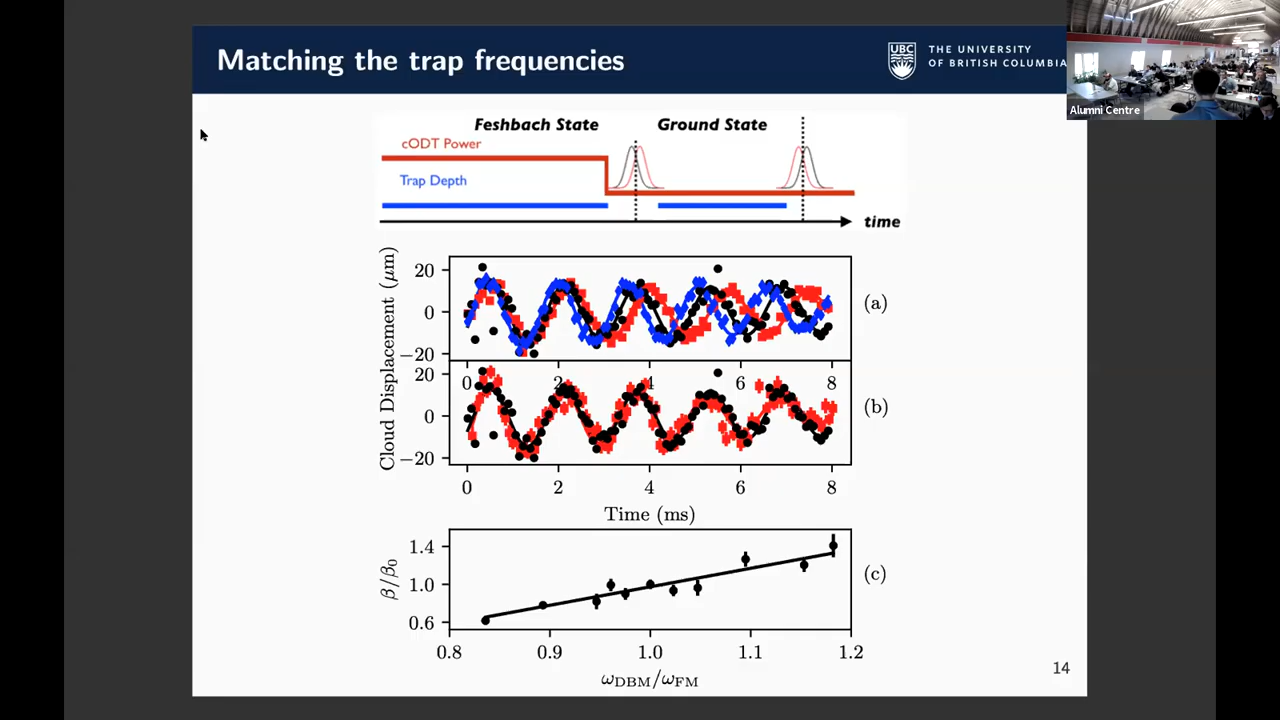 Matching the trap frequencies
UBC
THE UNIVERSITY
OF BRITISH COLUMBIA
Alumni Centre
Feshbach State
Ground State
cODT Power
Trap Depth
time
Cloud Displacement (μm)
20
0
−20
(a)
0 2 4 6 8
20
0
−20
(b)
0 2 4 6 8
Time (ms)
β/β0
1.4
1.0
0.6
(c)
0.8 0.9 1.0 1.1 1.2
ωDBM/ωFM
14